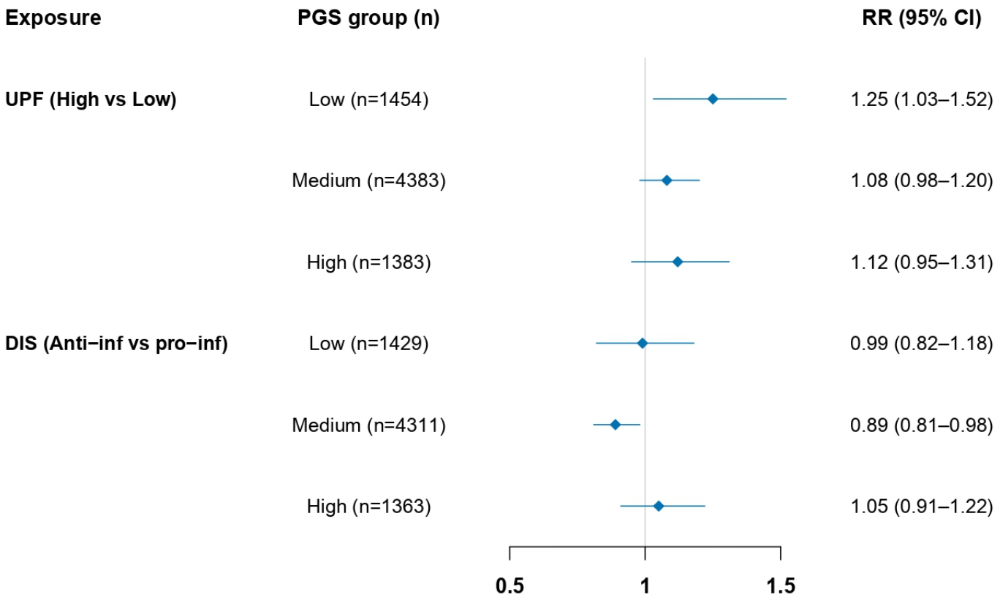 Exposure PGS group (n) RR (95% CI)
UPF (High vs Low) Low (n=1454) 1.25 (1.03–1.52)
Medium (n=4383) 1.08 (0.98–1.20)
High (n=1383) 1.12 (0.95–1.31)
DIS (Anti−inf vs pro−inf) Low (n=1429) 0.99 (0.82–1.18)
Medium (n=4311) 0.89 (0.81–0.98)
High (n=1363) 1.05 (0.91–1.22)
0.5 1 1.5